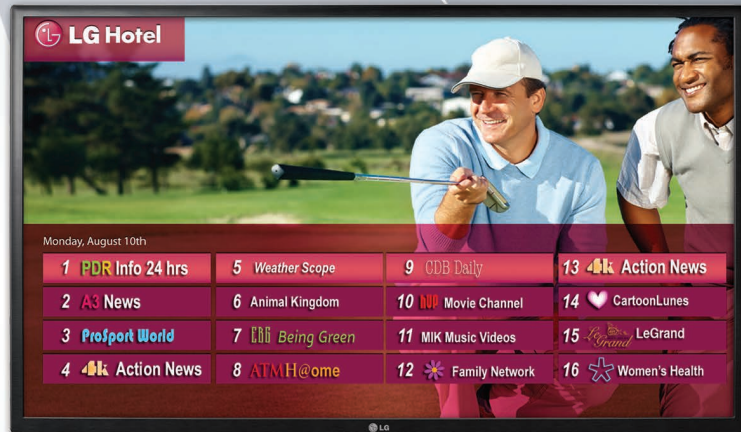 LG Hotel
Monday, August 10th
1 PDR Info 24 hrs
2 A3 News
3 ProSport World
4 4k Action News
5 Weather Scope
6 Animal Kingdom
7 Being Green
8 ATMH@ome
9 CDB Daily
10 hUP Movie Channel
11 MIK Music Videos
12 Family Network
13 4k Action News
14 CartoonLunes
15 LeGrand LeGrand
16 Women's Health
LG